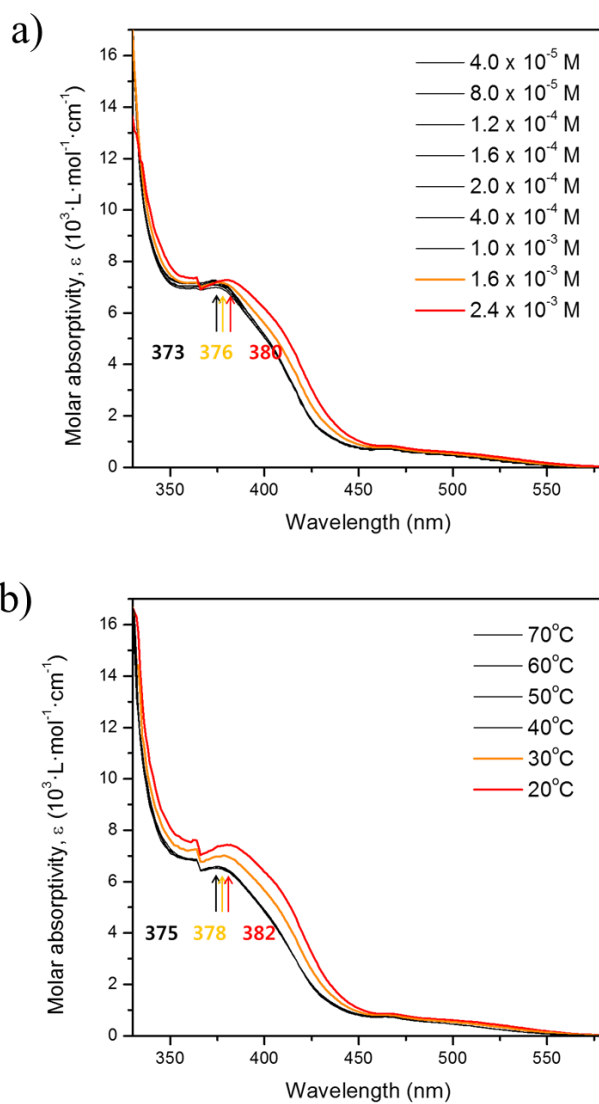 a)
16
14
12
10
8
6
4
2
0
Molar absorptivity, ε (10³·L·mol⁻¹·cm⁻¹)
4.0 x 10⁻⁵ M
8.0 x 10⁻⁵ M
1.2 x 10⁻⁴ M
1.6 x 10⁻⁴ M
2.0 x 10⁻⁴ M
4.0 x 10⁻⁴ M
1.0 x 10⁻³ M
1.6 x 10⁻³ M
2.4 x 10⁻³ M
373 376 380
350 400 450 500 550
Wavelength (nm)
b)
16
14
12
10
8
6
4
2
0
Molar absorptivity, ε (10³·L·mol⁻¹·cm⁻¹)
70°C
60°C
50°C
40°C
30°C
20°C
375 378 382
350 400 450 500 550
Wavelength (nm)